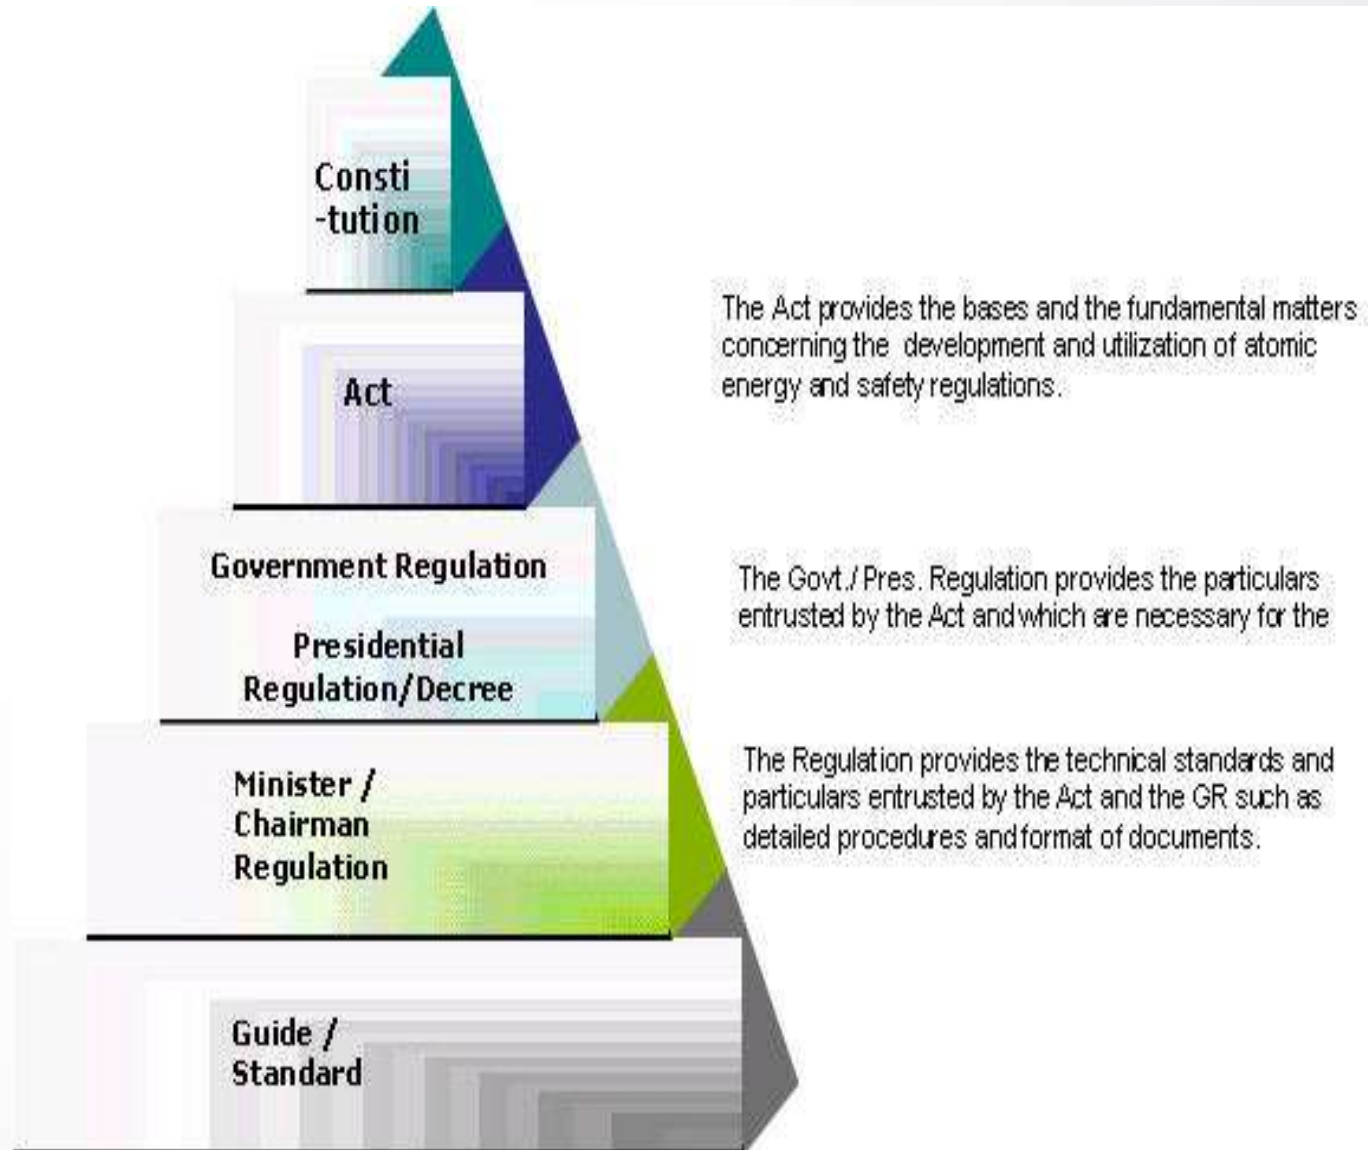 Consti
-tution
Act
The Act provides the bases and the fundamental matters
concerning the development and utilization of atomic
energy and safety regulations.
Government Regulation
Presidential
Regulation/Decree
The Govt./ Pres. Regulation provides the particulars
entrusted by the Act and which are necessary for the
Minister /
Chairman
Regulation
The Regulation provides the technical standards and
particulars entrusted by the Act and the GR such as
detailed procedures and format of documents.
Guide /
Standard